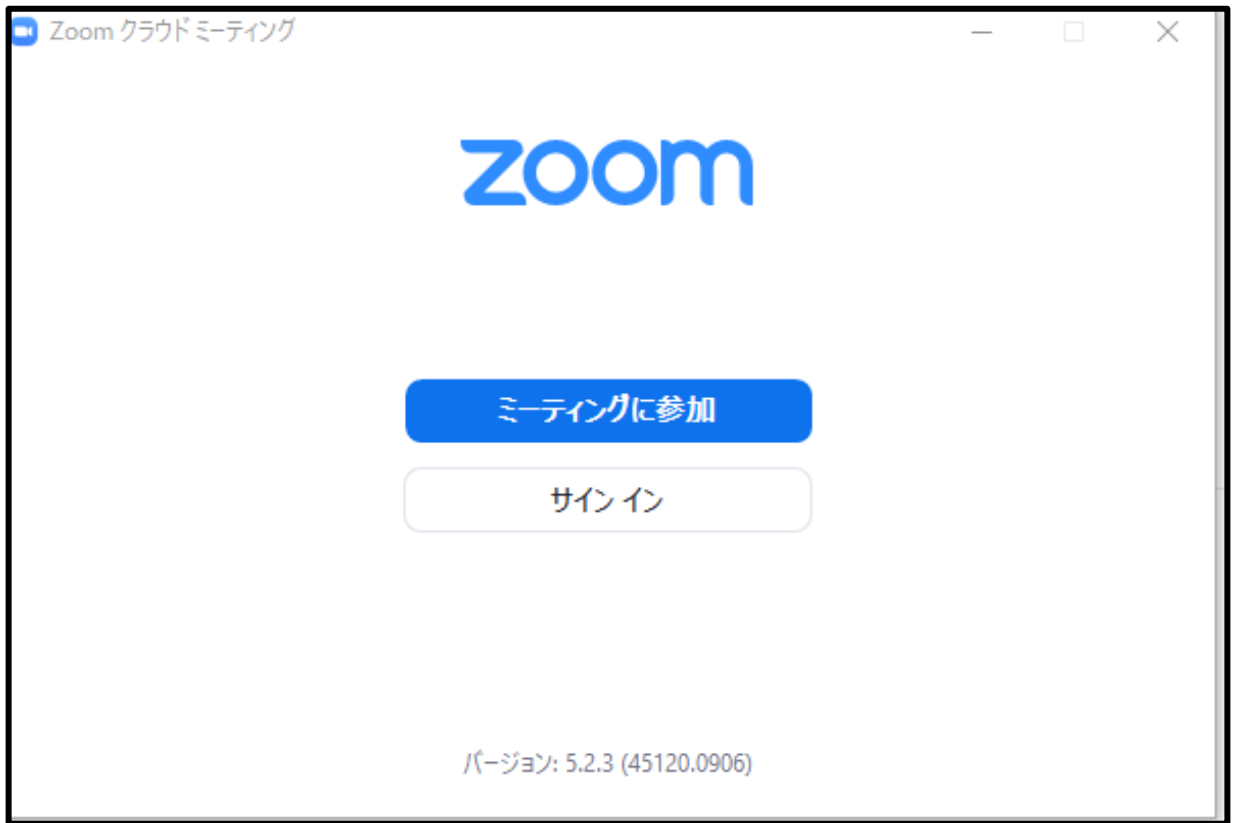 Zoom クラウド ミーティング
zoom
ミーティングに参加
サイン イン
バージョン: 5.2.3 (45120.0906)